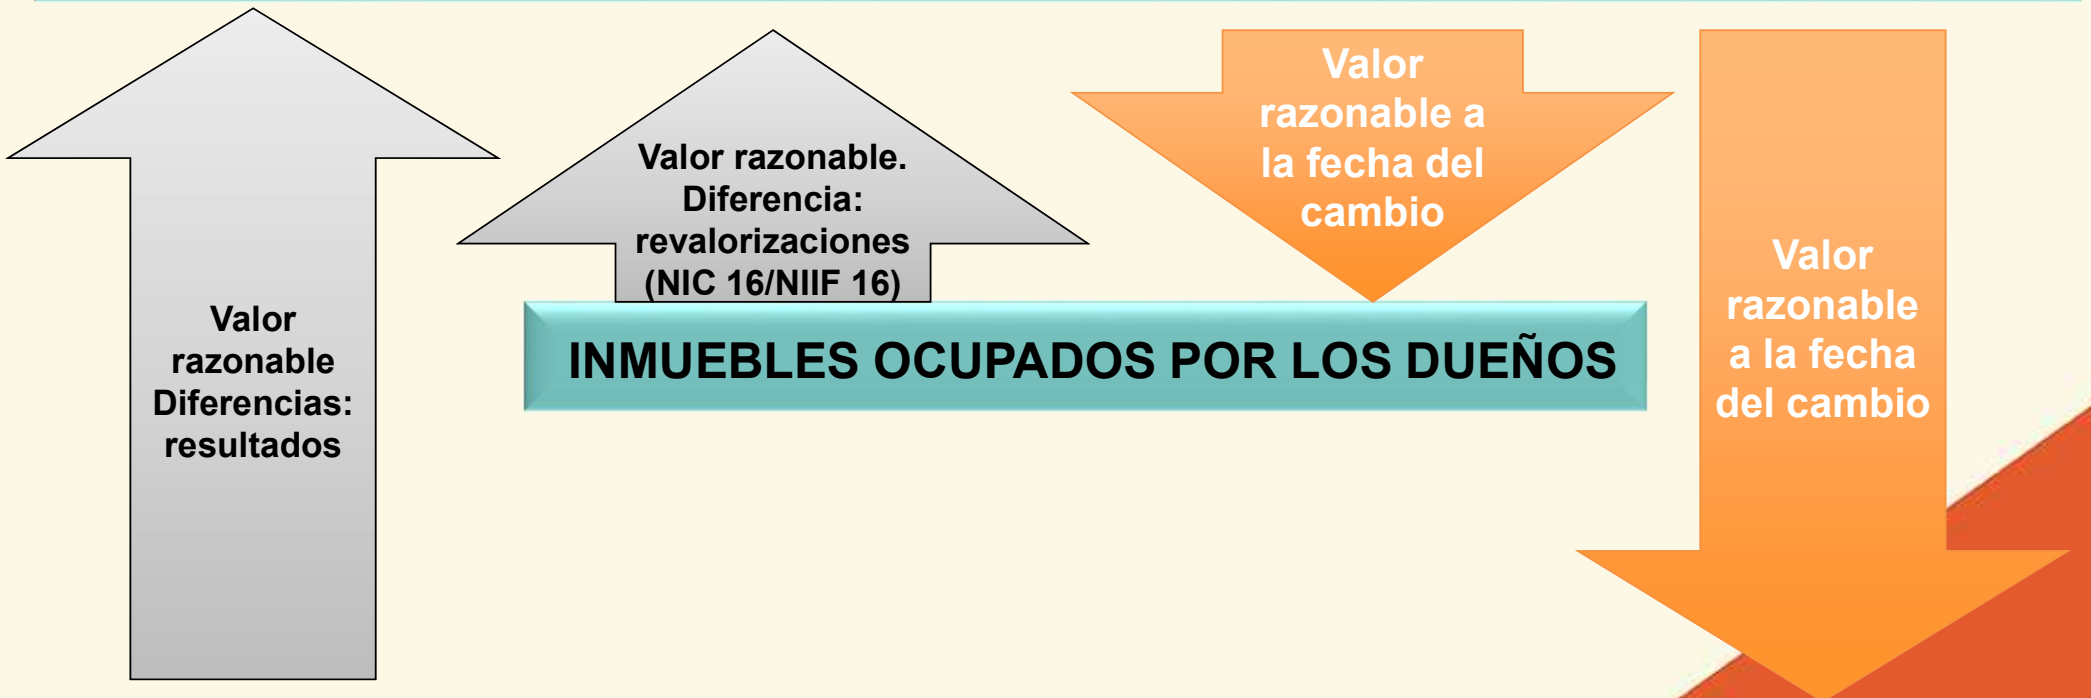 Valor
razonable
Diferencias:
resultados
Valor razonable.
Diferencia:
revalorizaciones
(NIC 16/NIIF 16)
Valor
razonable a
la fecha del
cambio
INMUEBLES OCUPADOS POR LOS DUEÑOS
Valor
razonable
a la fecha
del cambio